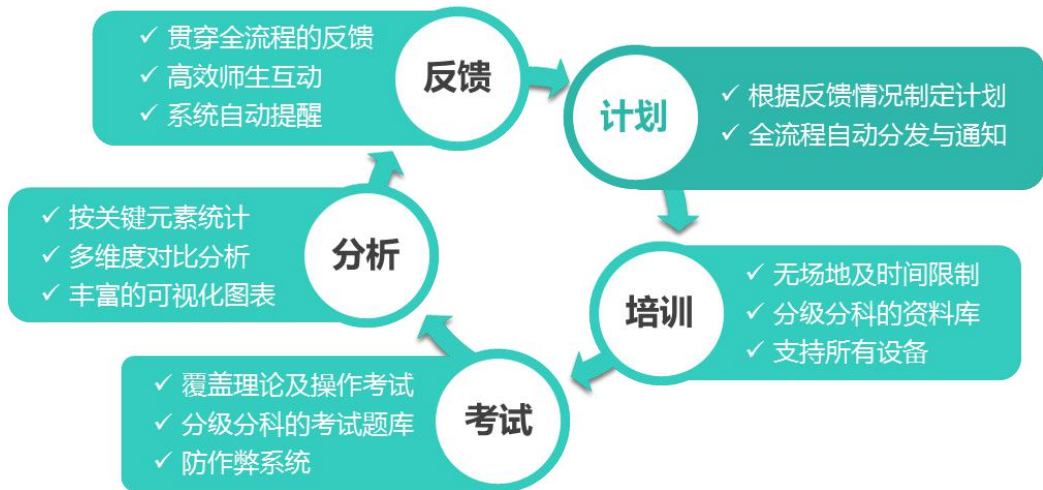 反馈
✓ 贯穿全流程的反馈
✓ 高效师生互动
✓ 系统自动提醒
计划
✓ 根据反馈情况制定计划
✓ 全流程自动分发与通知
培训
✓ 无场地及时间限制
✓ 分级分科的资料库
✓ 支持所有设备
考试
✓ 覆盖理论及操作考试
✓ 分级分科的考试题库
✓ 防作弊系统
分析
✓ 按关键元素统计
✓ 多维度对比分析
✓ 丰富的可视化图表